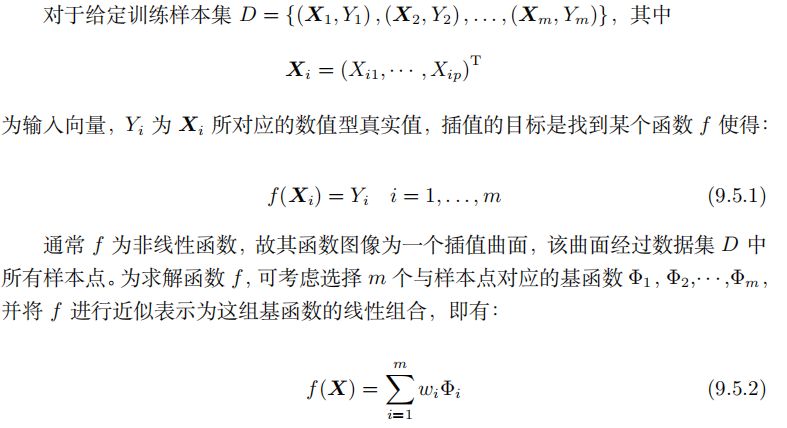 对于给定训练样本集 D = {(X₁, Y₁) , (X₂, Y₂) , . . . , (Xₘ, Yₘ)}，其中
Xᵢ = (Xᵢ₁, ⋯ , Xᵢₚ)ᵀ
为输入向量，Yᵢ 为 Xᵢ 所对应的数值型真实值，插值的目标是找到某个函数 f 使得：
f(Xᵢ) = Yᵢ i = 1, . . . , m (9.5.1)
通常 f 为非线性函数，故其函数图像为一个插值曲面，该曲面经过数据集 D 中
所有样本点。为求解函数 f，可考虑选择 m 个与样本点对应的基函数 Φ₁, Φ₂,⋯,Φₘ,
并将 f 进行近似表示为这组基函数的线性组合，即有：
f(X) = ∑ᵢ₌₁ᵐ wᵢΦᵢ (9.5.2)